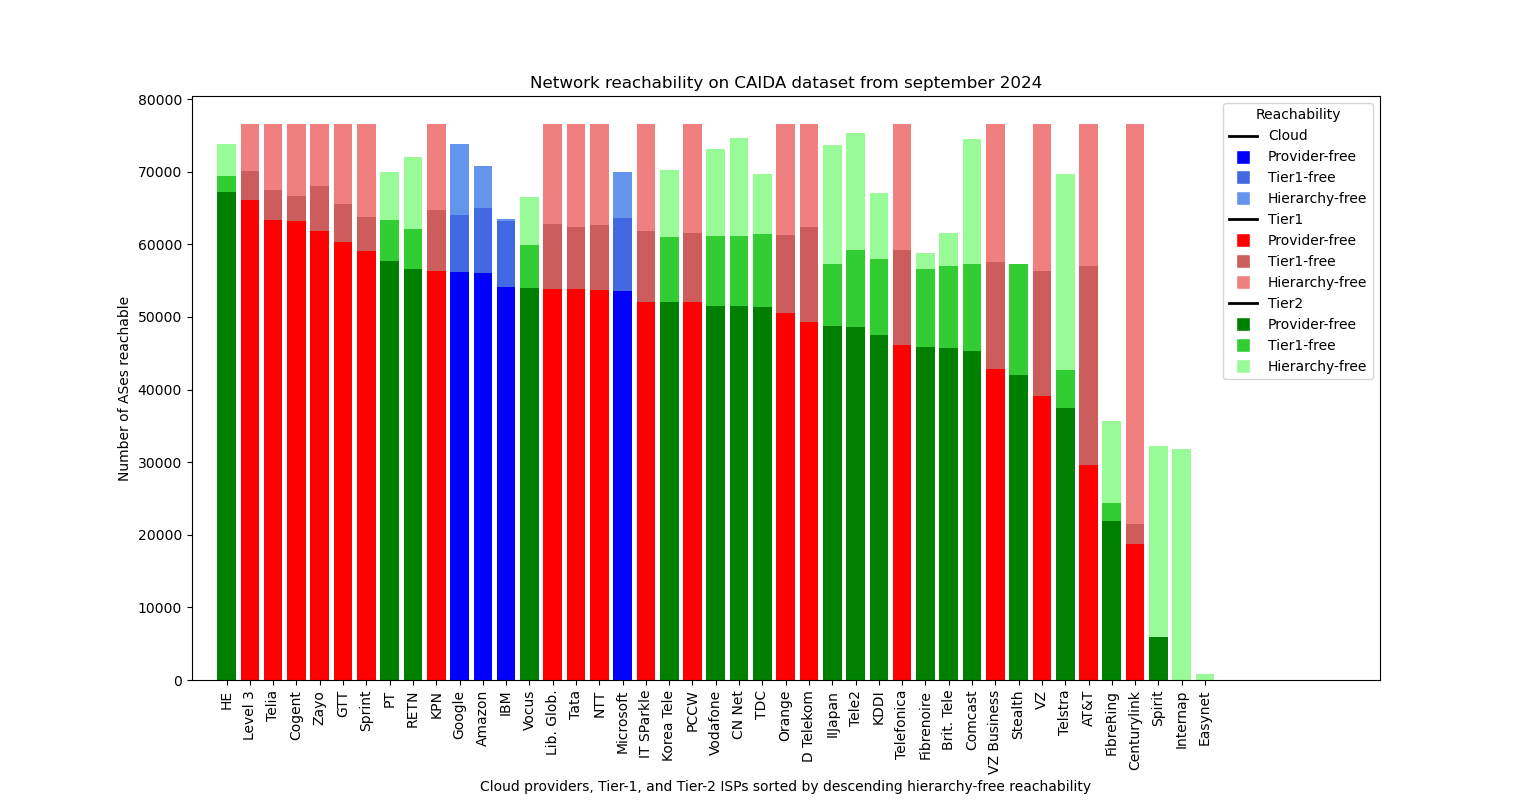 Network reachability on CAIDA dataset from september 2024
Number of ASes reachable
80000
70000
60000
50000
40000
30000
20000
10000
0
Reachability
Cloud
Provider-free
Tier1-free
Hierarchy-free
Tier1
Provider-free
Tier1-free
Hierarchy-free
Tier2
Provider-free
Tier1-free
Hierarchy-free
HE
Level 3
Telia
Cogent
Zayo
GTT
Sprint
PT
RETN
KPN
Google
Amazon
IBM
Vocus
Lib. Glob.
Tata
NTT
Microsoft
IT SParkle
Korea Tele
PCCW
Vodafone
CN Net
TDC
Orange
D Telekom
IIJapan
Tele2
KDDI
Telefonica
Fibrenoire
Brit. Tele
Comcast
VZ Business
Stealth
VZ
Telstra
AT&T
FibreRing
Centurylink
Spirit
Internap
Easynet
Cloud providers, Tier-1, and Tier-2 ISPs sorted by descending hierarchy-free reachability